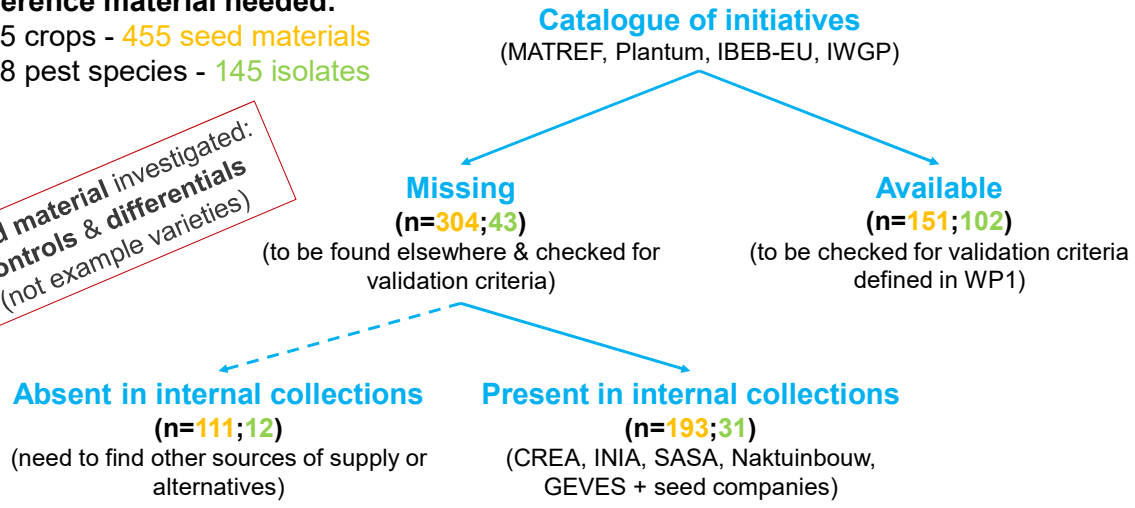 erence material needed:
5 crops - 455 seed materials
8 pest species - 145 isolates
d material investigated:
ontrols & differentials
(not example varieties)
Catalogue of initiatives
(MATREF, Plantum, IBEB-EU, IWGP)
Missing
(n=304;43)
(to be found elsewhere & checked for
validation criteria)
Available
(n=151;102)
(to be checked for validation criteria
defined in WP1)
Absent in internal collections
(n=111;12)
(need to find other sources of supply or
alternatives)
Present in internal collections
(n=193;31)
(CREA, INIA, SASA, Naktuinbouw,
GEVES + seed companies)